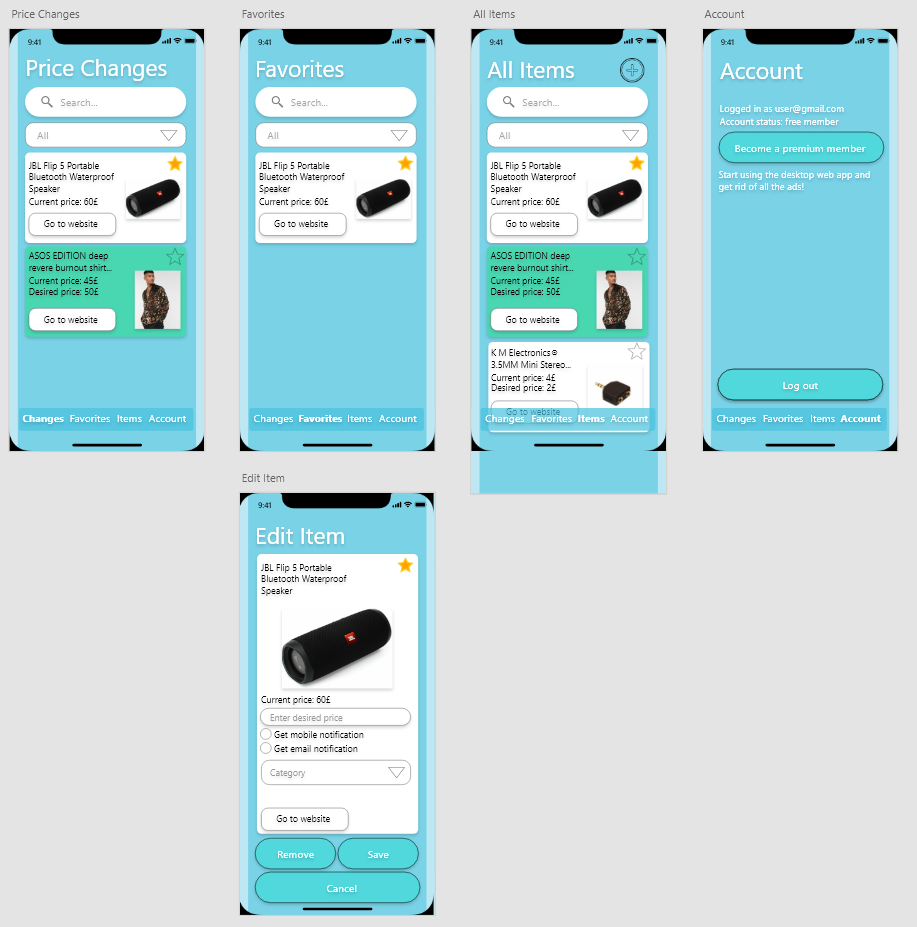 Price Changes
9:41
Price Changes
Search...
All
JBL Flip 5 Portable
Bluetooth Waterproof
Speaker
Current price: 60£
Go to website
ASOS EDITION deep
revere burnout shirt...
Current price: 45£
Desired price: 50£
Go to website
Changes Favorites Items Account
Favorites
9:41
Favorites
Search...
All
JBL Flip 5 Portable
Bluetooth Waterproof
Speaker
Current price: 60£
Go to website
Changes Favorites Items Account
All Items
9:41
All Items
Search...
All
JBL Flip 5 Portable
Bluetooth Waterproof
Speaker
Current price: 60£
Go to website
ASOS EDITION deep
revere burnout shirt...
Current price: 45£
Desired price: 50£
Go to website
K M Electronics®
3.5MM Mini Stereo...
Current price: 4£
Desired price: 2£
Go to website
Changes Favorites Items Account
Account
9:41
Account
Logged in as user@gmail.com
Account status: free member
Become a premium member
Start using the desktop web app and
get rid of all the ads!
Log out
Changes Favorites Items Account
Edit Item
9:41
Edit Item
JBL Flip 5 Portable
Bluetooth Waterproof
Speaker
JBL
Current price: 60£
Enter desired price
Get mobile notification
Get email notification
Category
Go to website
Remove Save
Cancel